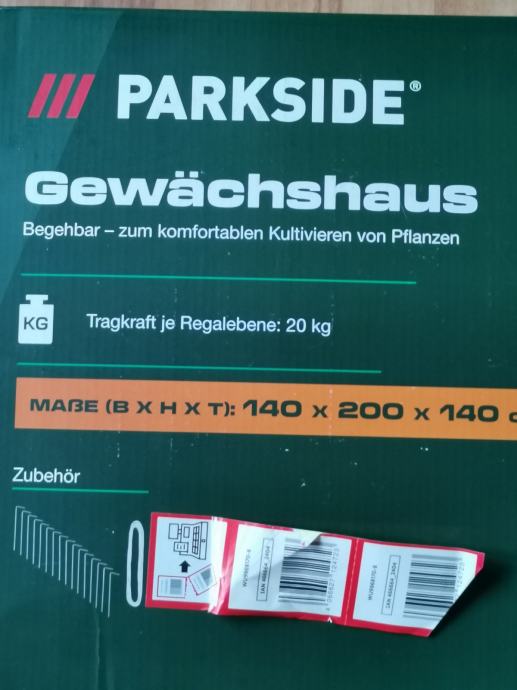 PARKSIDE®
Gewächshaus
Begehbar – zum komfortablen Kultivieren von Pflanzen
KG
Tragkraft je Regalebene: 20 kg
MAßE (B X H X T): 140 x 200 x 140 c
Zubehör